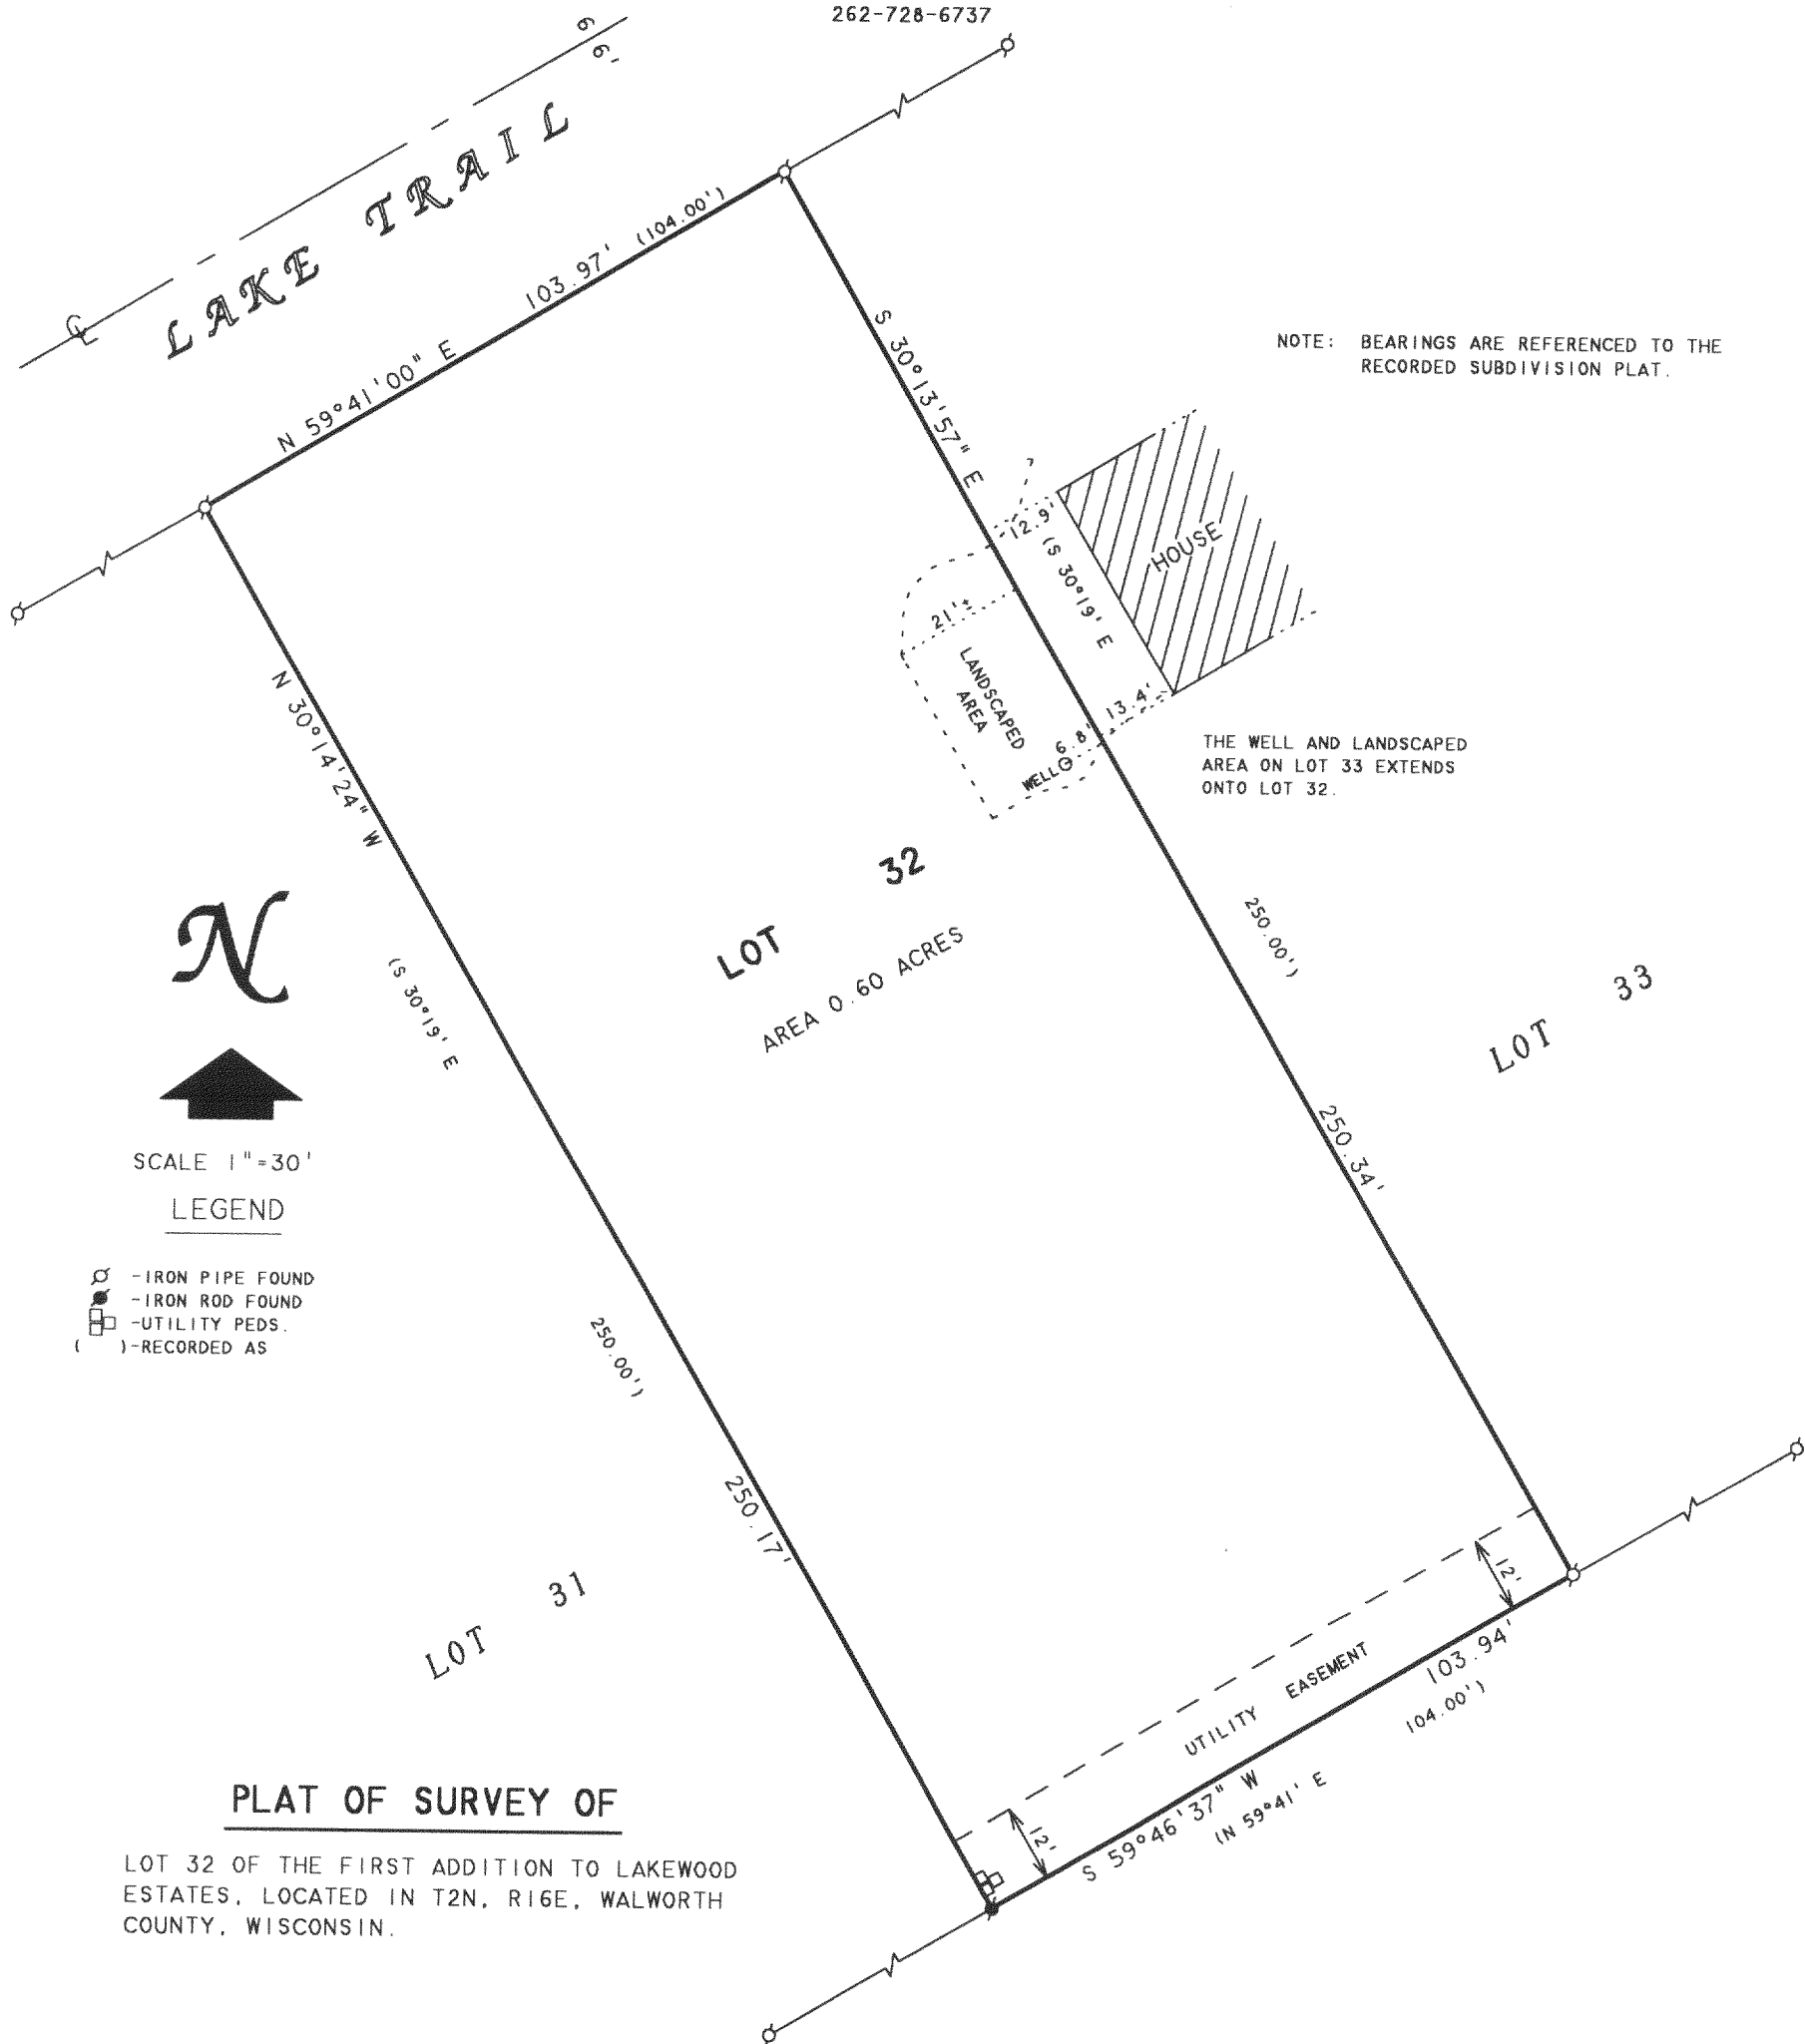 262-728-6737
66'
LAKE TRAIL
N 59°41'00" E 103.97' (104.00')
S 30°13'57" E
NOTE: BEARINGS ARE REFERENCED TO THE
RECORDED SUBDIVISION PLAT.
12.9'
(S 30°19' E
HOUSE
21'±
LANDSCAPED
AREA
13.4'
6.8'
WELL
THE WELL AND LANDSCAPED
AREA ON LOT 33 EXTENDS
ONTO LOT 32.
N 30°14'24" W
LOT 32
AREA 0.60 ACRES
250.00')
LOT 33
N
(S 30°19' E
250.34'
SCALE 1"=30'
LEGEND
-IRON PIPE FOUND
-IRON ROD FOUND
-UTILITY PEDS.
( )-RECORDED AS
250.00')
250.17'
LOT 31
12'
UTILITY EASEMENT
103.94'
104.00')
12'
S 59°46'37" W
(N 59°41' E
PLAT OF SURVEY OF
LOT 32 OF THE FIRST ADDITION TO LAKEWOOD
ESTATES, LOCATED IN T2N, R16E, WALWORTH
COUNTY, WISCONSIN.